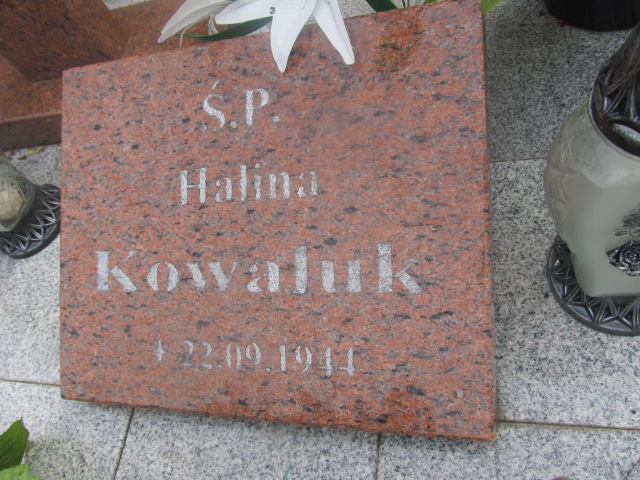 Ś.P.
Halina
Kowaluk
+ 22.09.1944